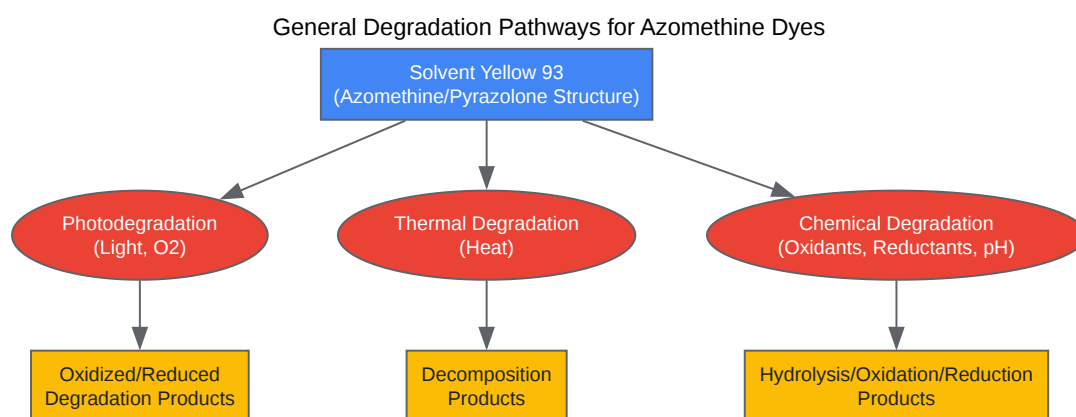 General Degradation Pathways for Azomethine Dyes
Solvent Yellow 93
(Azomethine/Pyrazolone Structure)
Photodegradation
(Light, O2)
Thermal Degradation
(Heat)
Chemical Degradation
(Oxidants, Reductants, pH)
Oxidized/Reduced
Degradation Products
Decomposition
Products
Hydrolysis/Oxidation/Reduction
Products